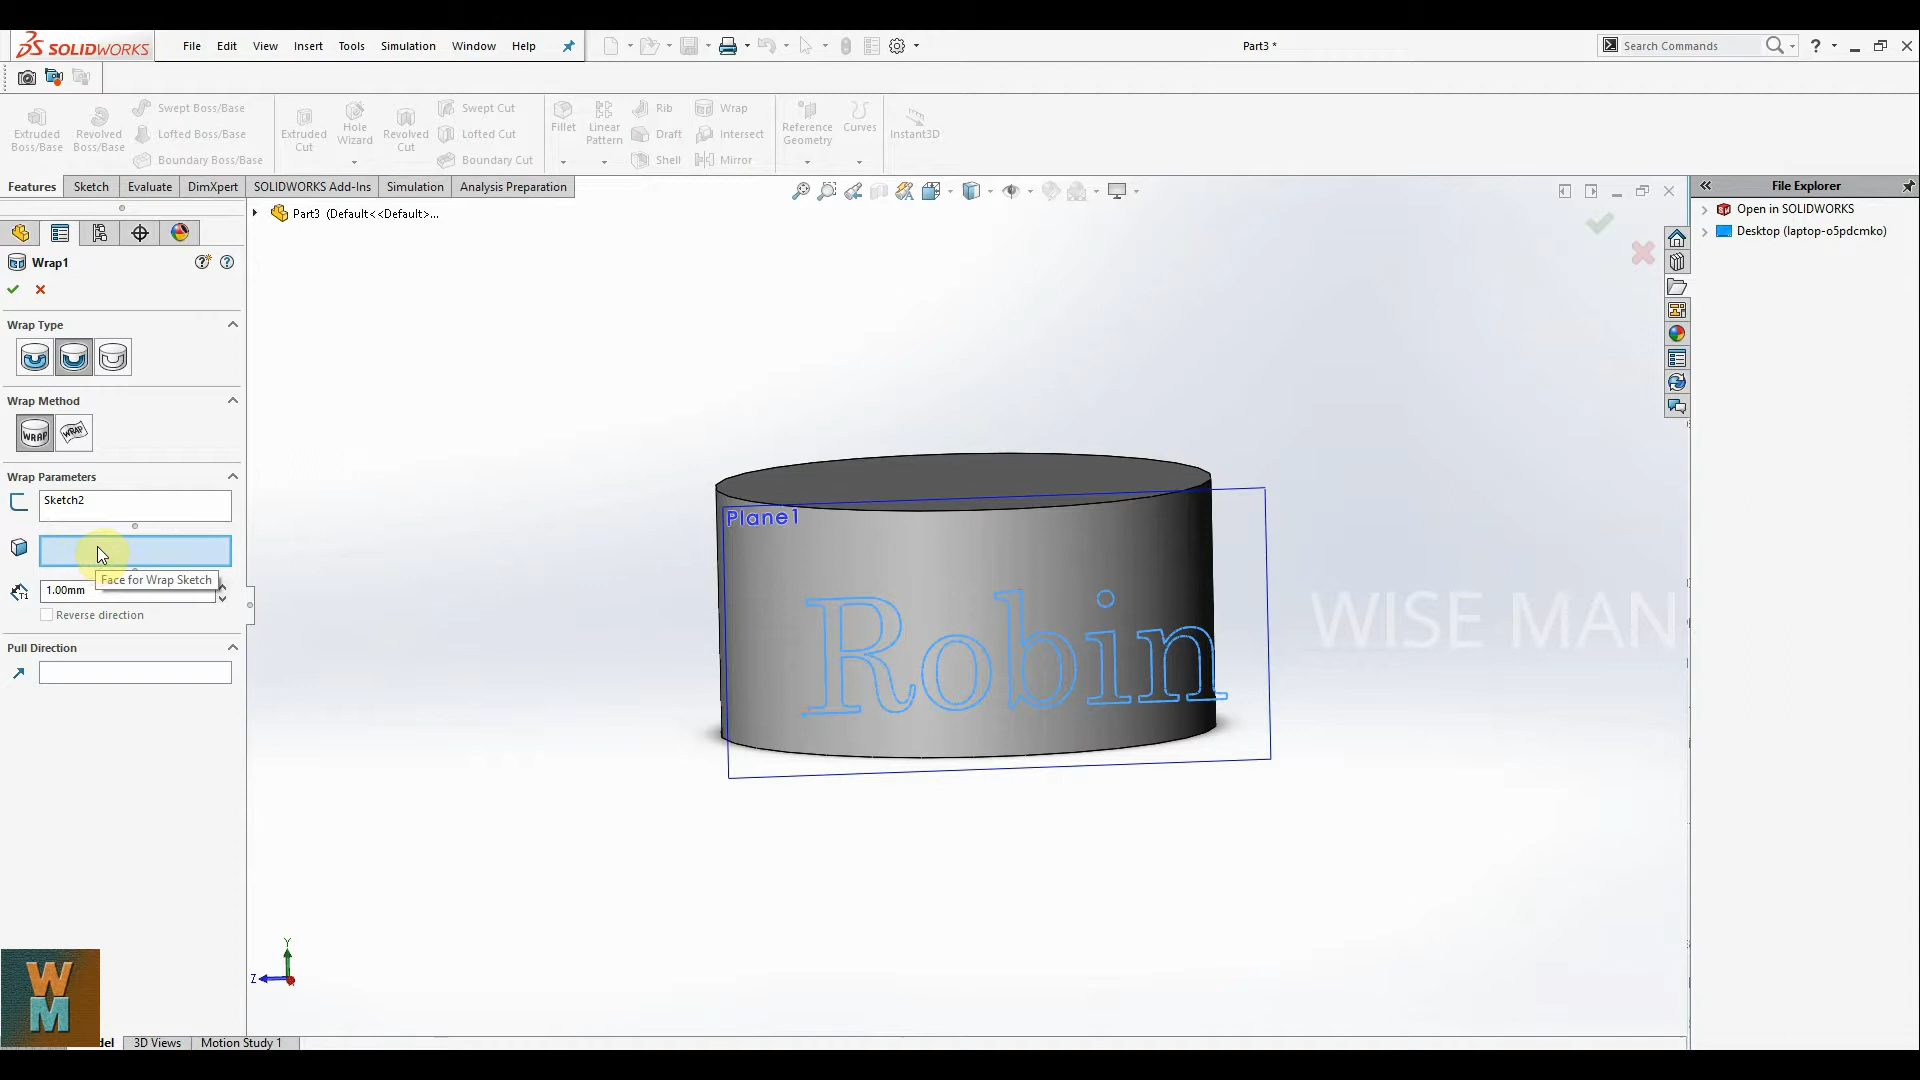 SOLIDWORKS File Edit View Insert Tools Simulation Window Help Part3 * Search Commands ?
Extruded Boss/Base
Revolved Boss/Base
Swept Boss/Base
Lofted Boss/Base
Boundary Boss/Base
Extruded Cut
Hole Wizard
Revolved Cut
Swept Cut
Lofted Cut
Boundary Cut
Fillet
Linear Pattern
Rib
Draft
Shell
Wrap
Intersect
Mirror
Reference Geometry
Curves
Instant3D
Features Sketch Evaluate DimXpert SOLIDWORKS Add-Ins Simulation Analysis Preparation
File Explorer
Open in SOLIDWORKS
Desktop (laptop-o5pdcmko)
Part3 (Default<<Default>...
Wrap1
Wrap Type
Wrap Method
WRAP WRAP
Wrap Parameters
Sketch2
Face for Wrap Sketch
1.00mm
Reverse direction
Pull Direction
Plane1
Robin
WISE MAN
Y
Z
W
M
3D Views Motion Study 1